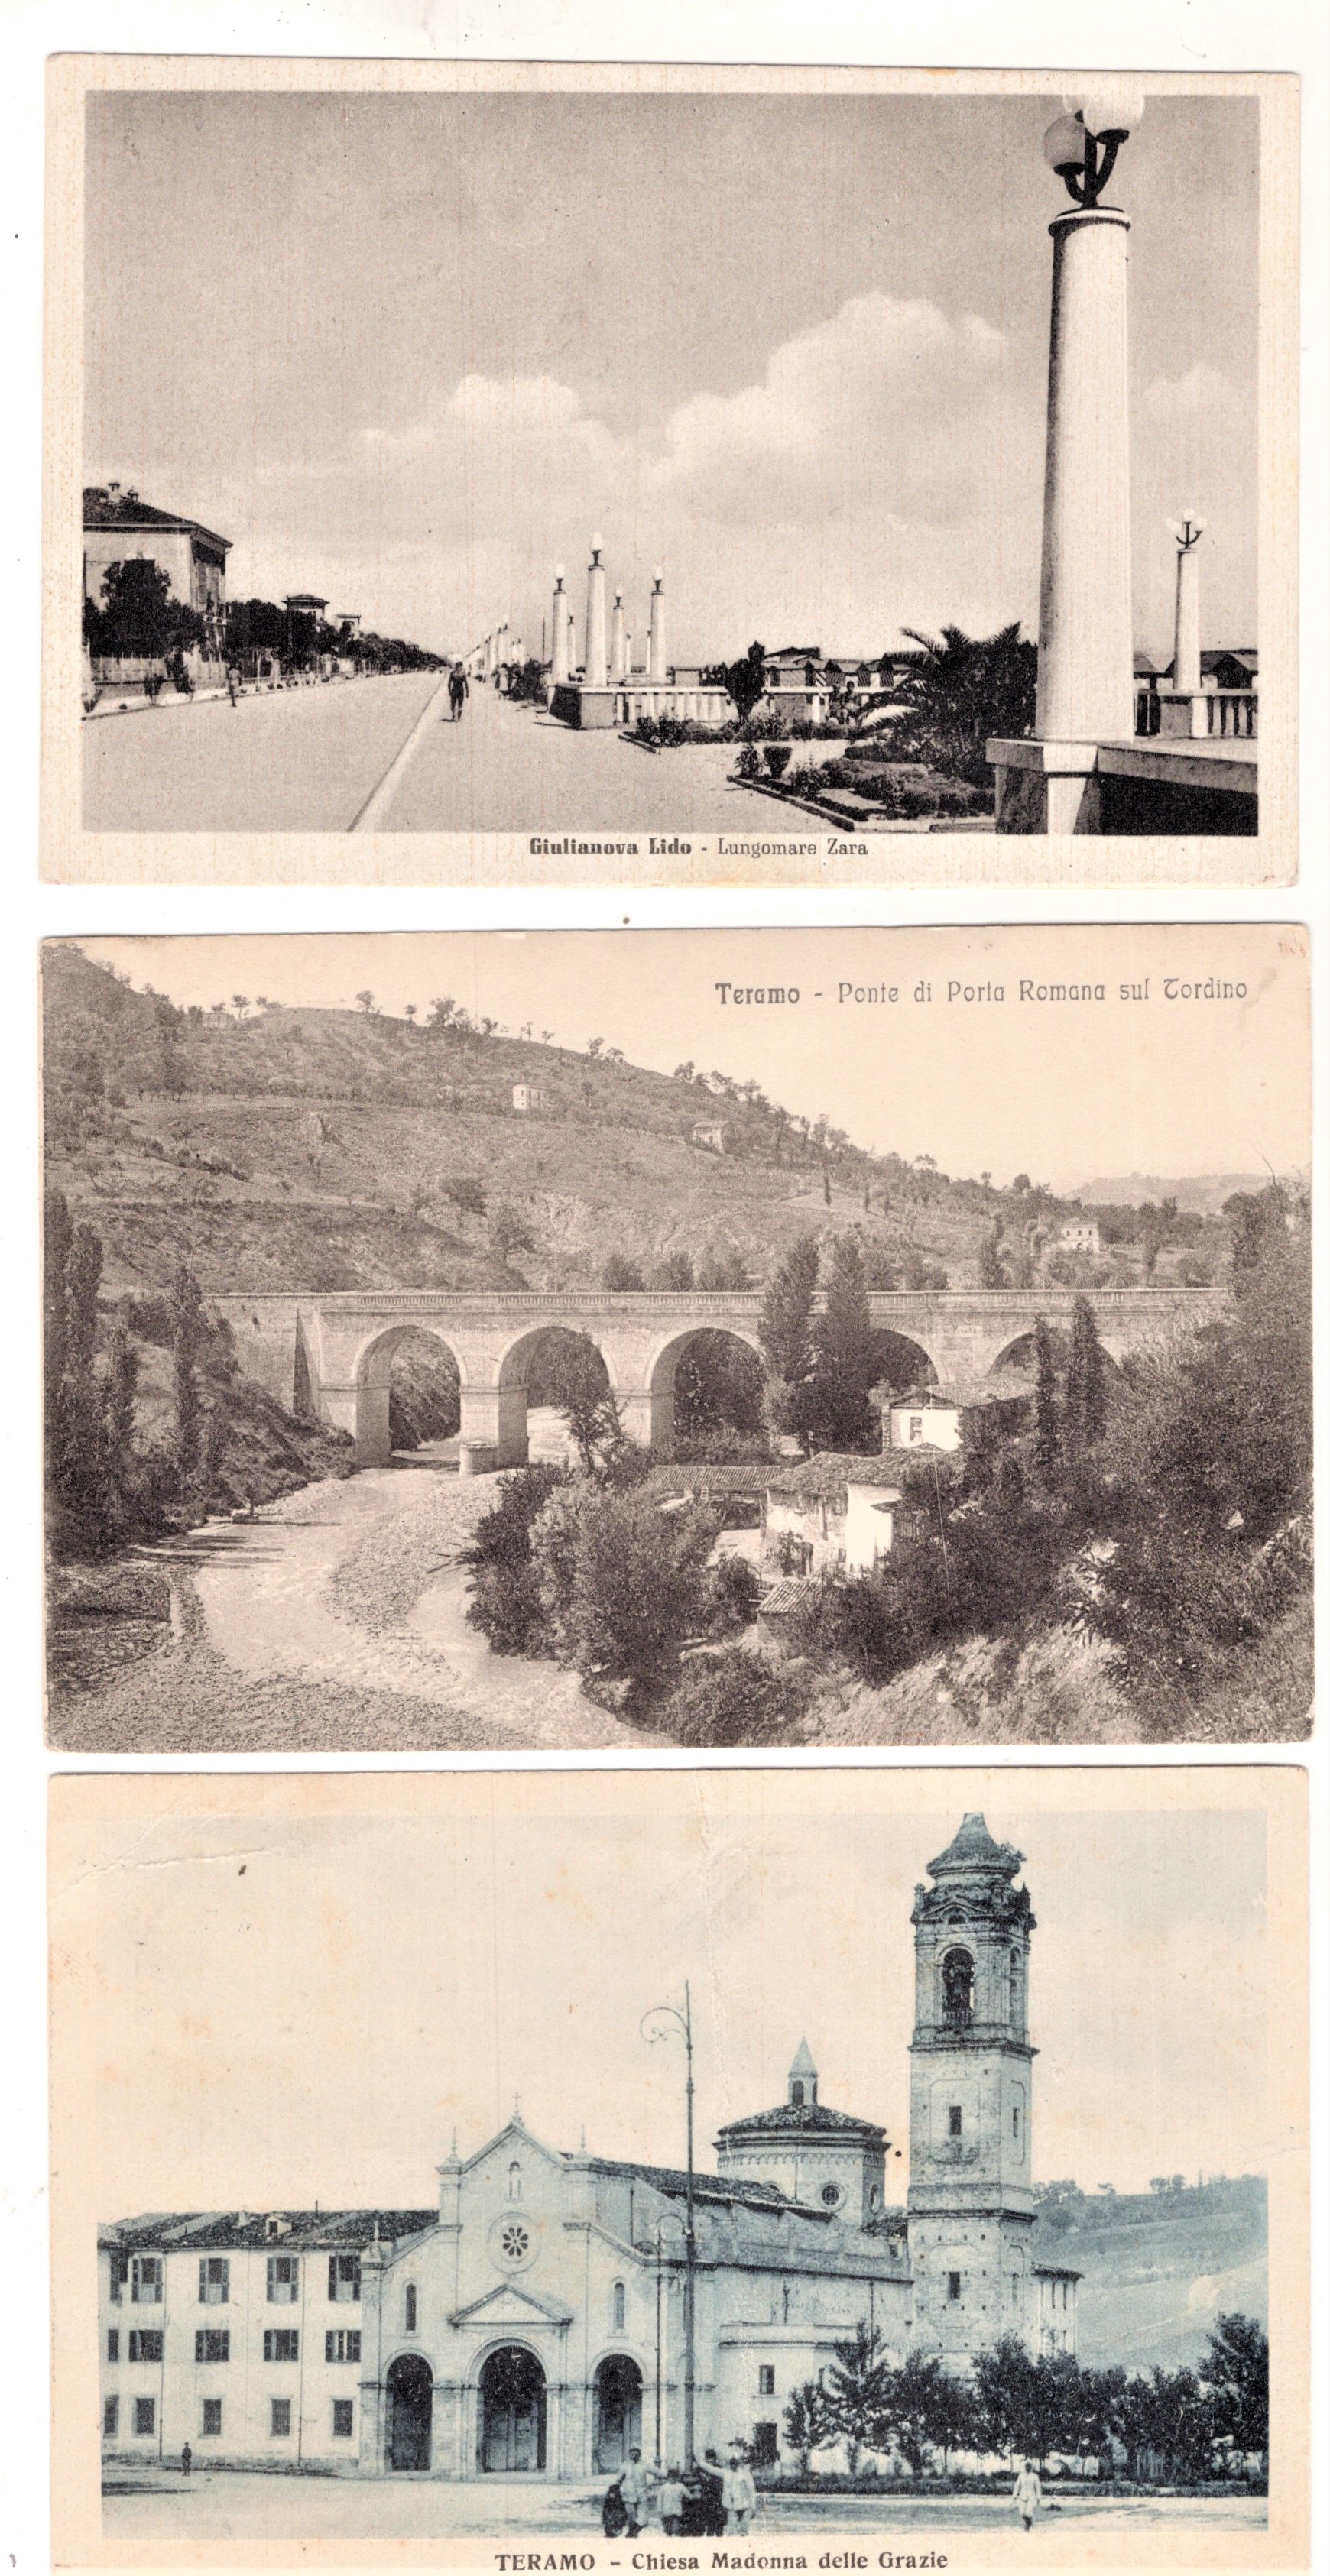 Giulianova Lido - Lungomare Zara
Teramo - Ponte di Porta Romana sul Tordino
TERAMO - Chiesa Madonna delle Grazie